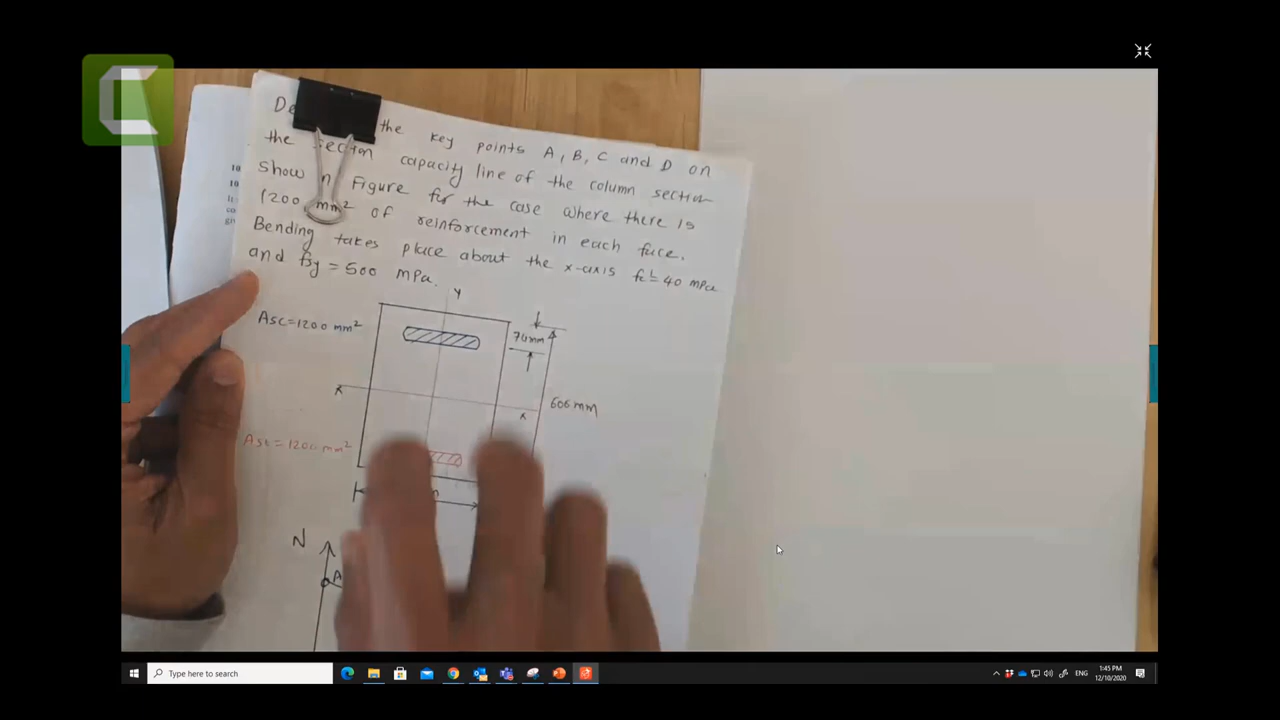 the key points A, B, C and D on
the section capacity line of the column section
Show n Figure for the case where there is
1200 mm² of reinforcement in each face.
Bending takes place about the x-axis fc'=40 MPa
and fsy = 500 MPa.
Y
Asc=1200 mm²
70mm
X
x
600 mm
Ast=1200 mm²
N
A
Type here to search
ENG
1:45 PM
12/10/2020